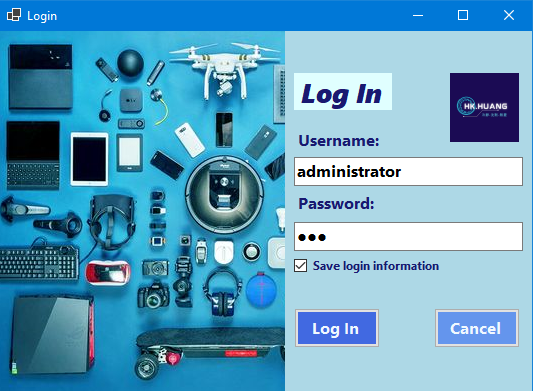 Login
Log In
HK.HUANG
Username:
administrator
Password:
●●●
Save login information
Log In
Cancel